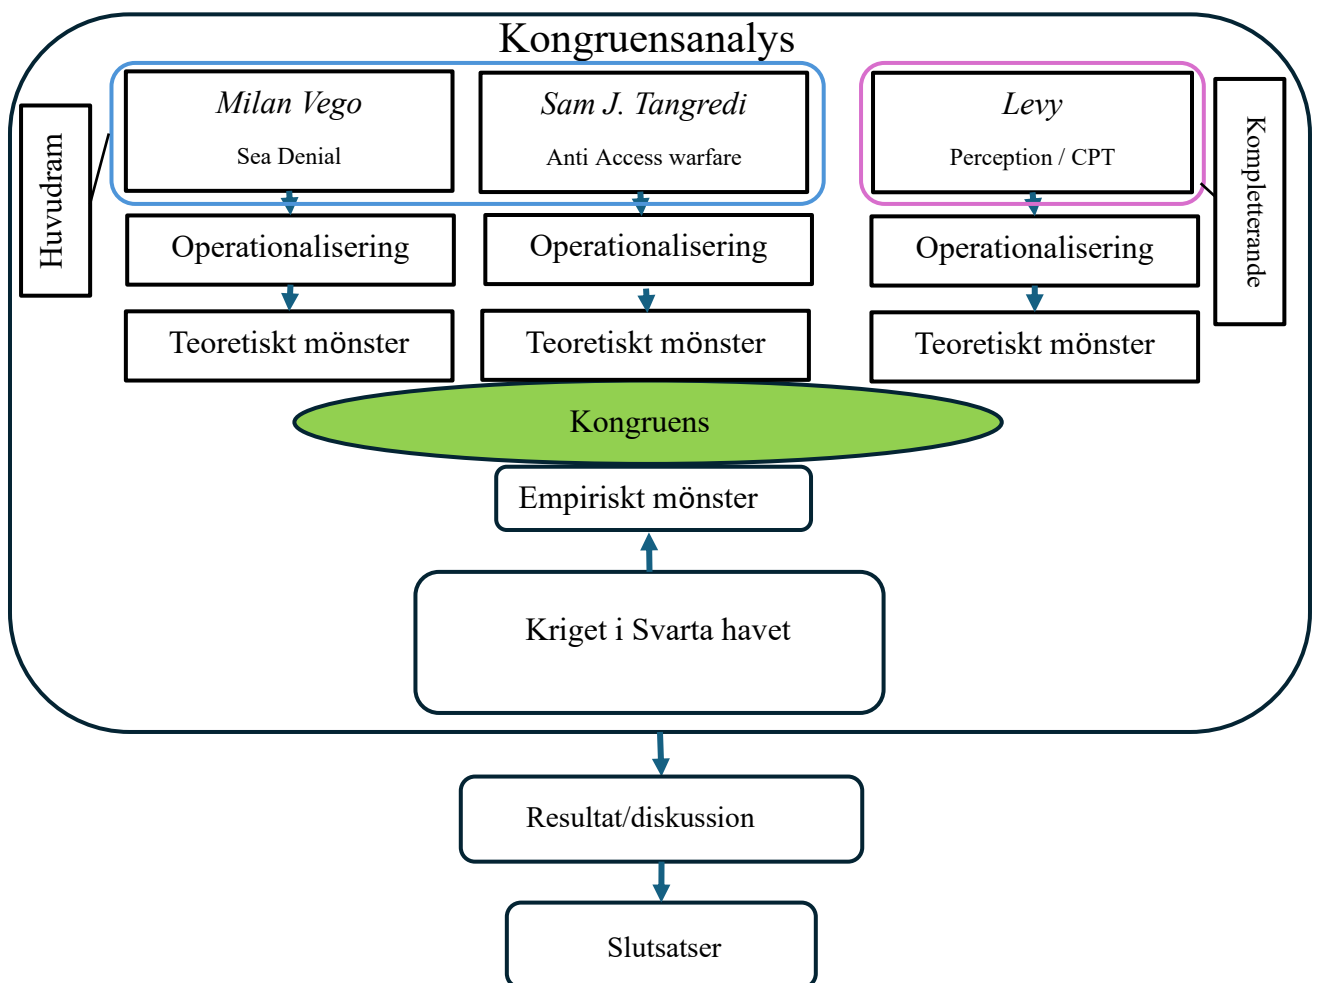 Kongruensanalys
Huvudram
Milan Vego
Sea Denial
Sam J. Tangredi
Anti Access warfare
Levy
Perception / CPT
Kompletterande
Operationalisering
Operationalisering
Operationalisering
Teoretiskt mönster
Teoretiskt mönster
Teoretiskt mönster
Kongruens
Empiriskt mönster
Kriget i Svarta havet
Resultat/diskussion
Slutsatser